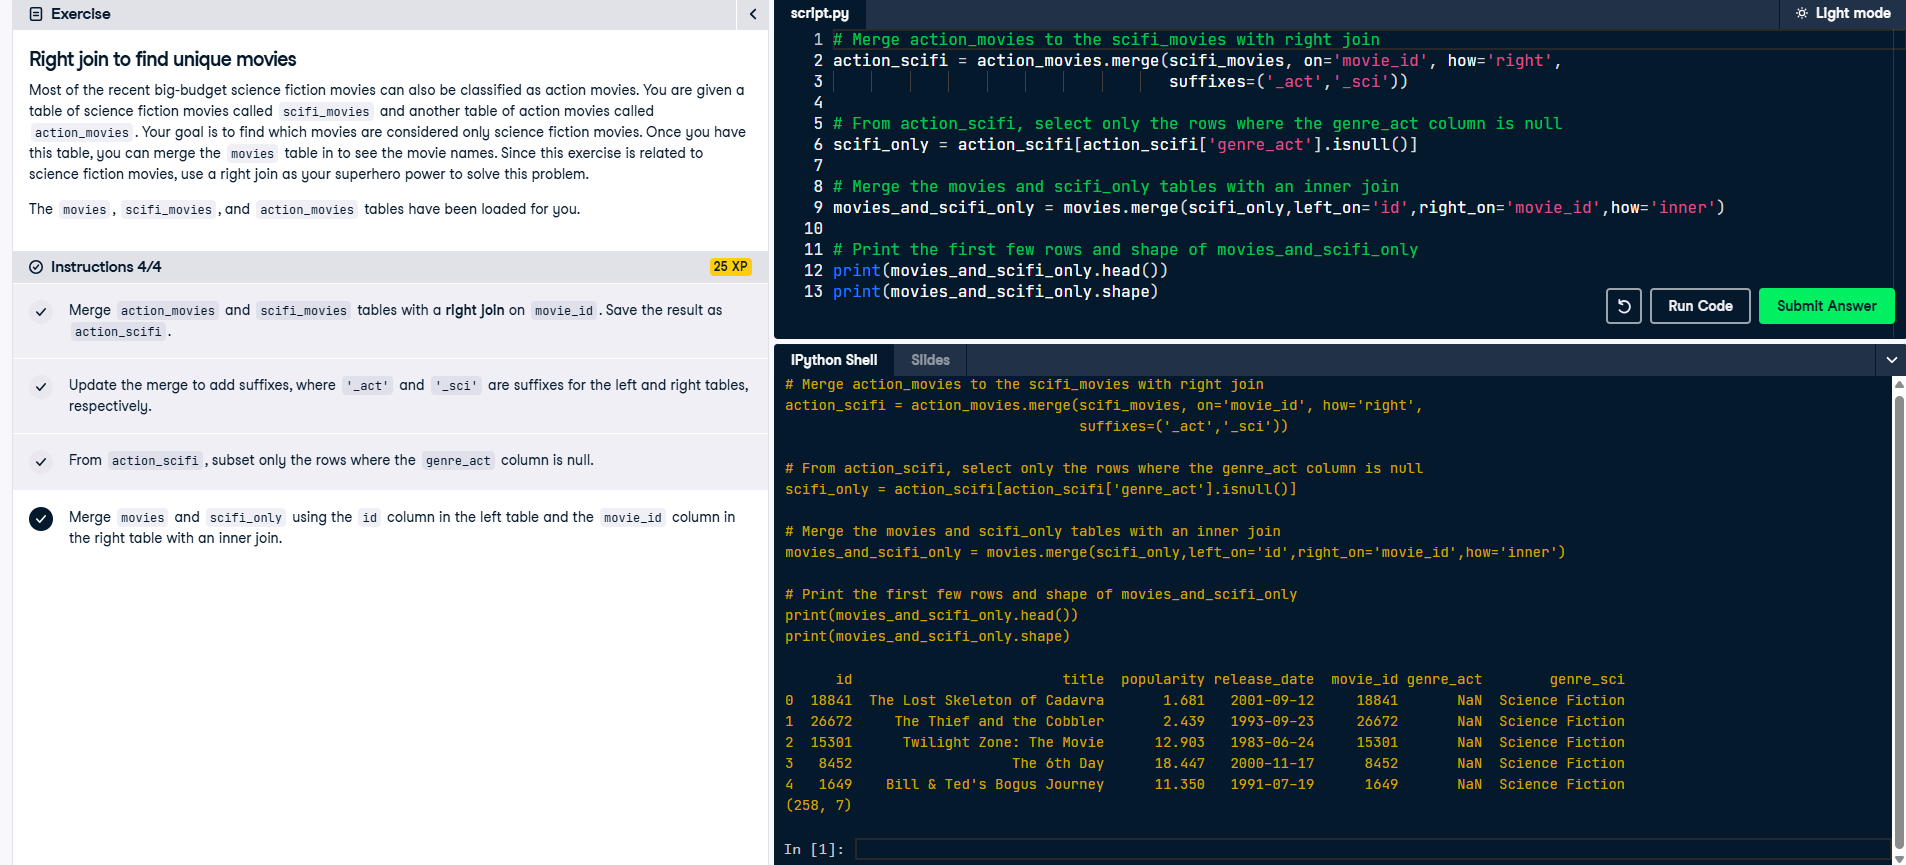 Exercise
Right join to find unique movies
Most of the recent big-budget science fiction movies can also be classified as action movies. You are given a
table of science fiction movies called scifi_movies and another table of action movies called
action_movies. Your goal is to find which movies are considered only science fiction movies. Once you have
this table, you can merge the movies table in to see the movie names. Since this exercise is related to
science fiction movies, use a right join as your superhero power to solve this problem.
The movies, scifi_movies, and action_movies tables have been loaded for you.
Instructions 4/4
25 XP
Merge action_movies and scifi_movies tables with a right join on movie_id. Save the result as
action_scifi.
Update the merge to add suffixes, where '_act' and '_sci' are suffixes for the left and right tables,
respectively.
From action_scifi, subset only the rows where the genre_act column is null.
Merge movies and scifi_only using the id column in the left table and the movie_id column in
the right table with an inner join.
script.py
Light mode
1 # Merge action_movies to the scifi_movies with right join
2 action_scifi = action_movies.merge(scifi_movies, on='movie_id', how='right',
3                                    suffixes=('_act','_sci'))
4
5 # From action_scifi, select only the rows where the genre_act column is null
6 scifi_only = action_scifi[action_scifi['genre_act'].isnull()]
7
8 # Merge the movies and scifi_only tables with an inner join
9 movies_and_scifi_only = movies.merge(scifi_only,left_on='id',right_on='movie_id',how='inner')
10
11 # Print the first few rows and shape of movies_and_scifi_only
12 print(movies_and_scifi_only.head())
13 print(movies_and_scifi_only.shape)
Run Code
Submit Answer
IPython Shell
Slides
# Merge action_movies to the scifi_movies with right join
action_scifi = action_movies.merge(scifi_movies, on='movie_id', how='right',
                                   suffixes=('_act','_sci'))
# From action_scifi, select only the rows where the genre_act column is null
scifi_only = action_scifi[action_scifi['genre_act'].isnull()]
# Merge the movies and scifi_only tables with an inner join
movies_and_scifi_only = movies.merge(scifi_only,left_on='id',right_on='movie_id',how='inner')
# Print the first few rows and shape of movies_and_scifi_only
print(movies_and_scifi_only.head())
print(movies_and_scifi_only.shape)
      id                         title  popularity release_date  movie_id genre_act        genre_sci
0  18841  The Lost Skeleton of Cadavra       1.681   2001-09-12     18841       NaN  Science Fiction
1  26672     The Thief and the Cobbler       2.439   1993-09-23     26672       NaN  Science Fiction
2  15301      Twilight Zone: The Movie      12.903   1983-06-24     15301       NaN  Science Fiction
3   8452                   The 6th Day      18.447   2000-11-17      8452       NaN  Science Fiction
4   1649    Bill & Ted's Bogus Journey      11.350   1991-07-19      1649       NaN  Science Fiction
(258, 7)
In [1]: